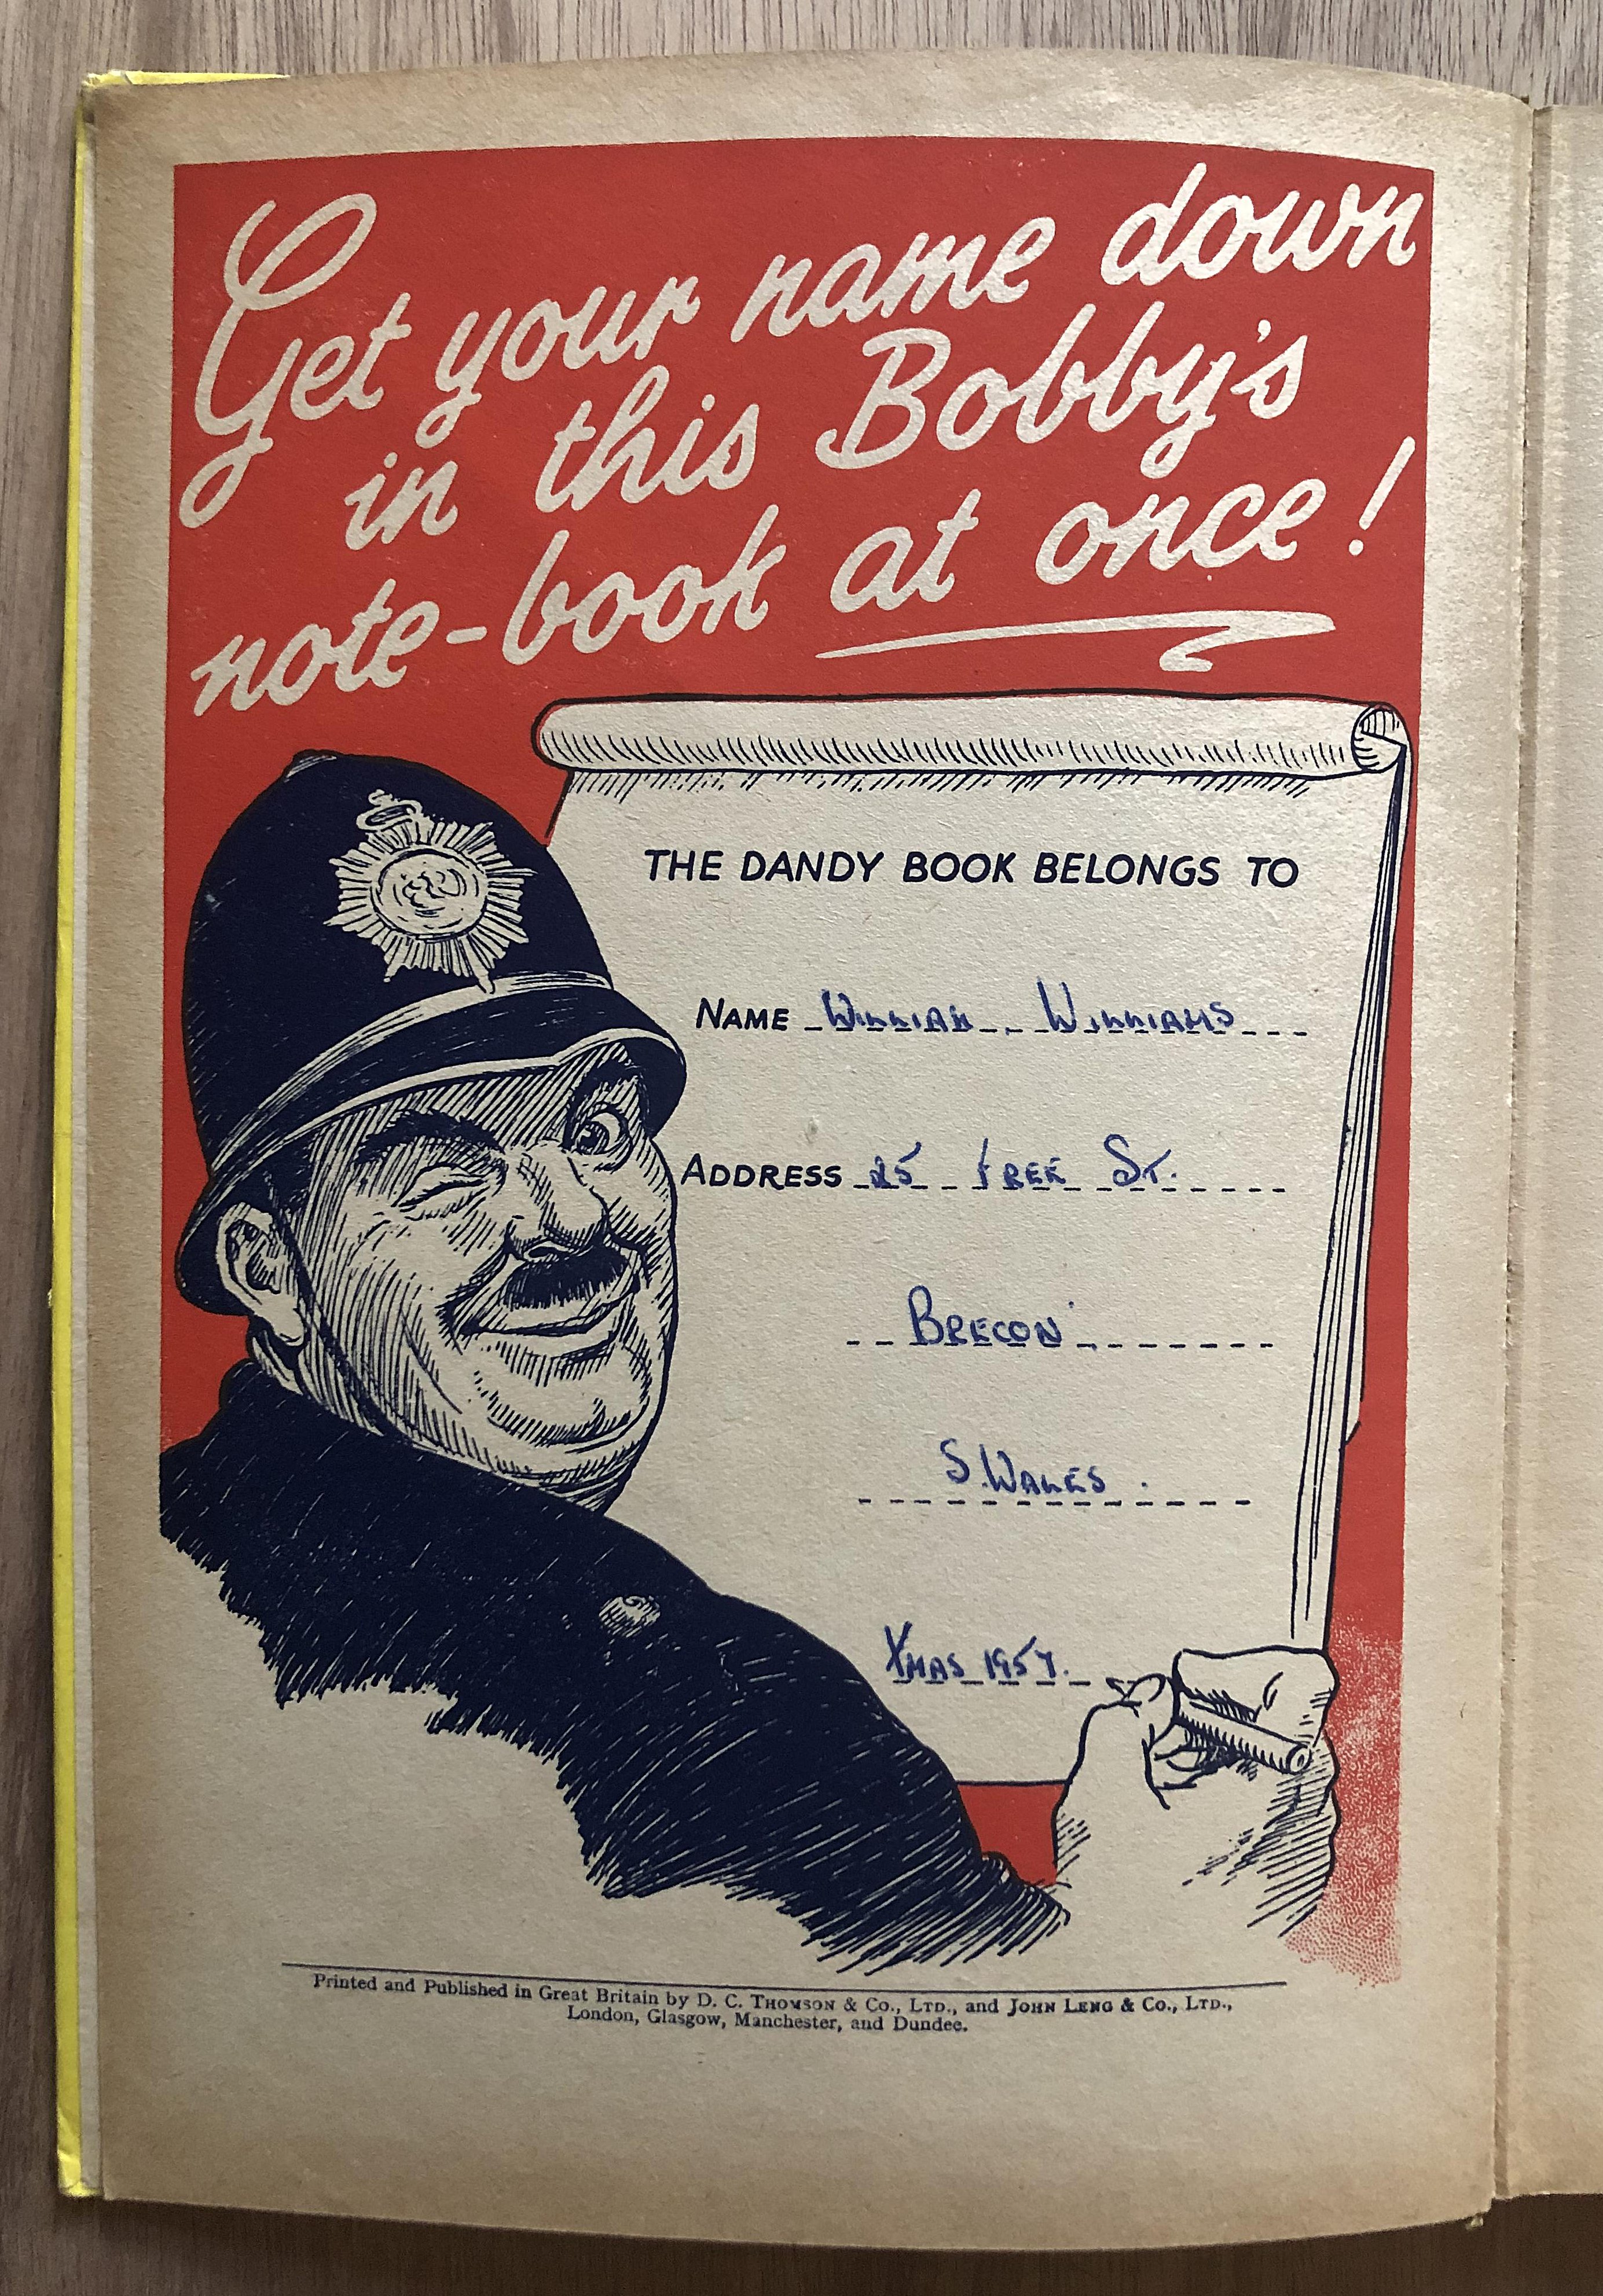 Get your name down
in this Bobby's
note-book at once!
THE DANDY BOOK BELONGS TO
NAME WILLIAM WILLIAMS
ADDRESS 25 FREE ST.
BRECON
S. WALES.
XMAS 1957.
Printed and Published in Great Britain by D. C. THOMSON & Co., LTD., and JOHN LENG & Co., LTD.,
London, Glasgow, Manchester, and Dundee.